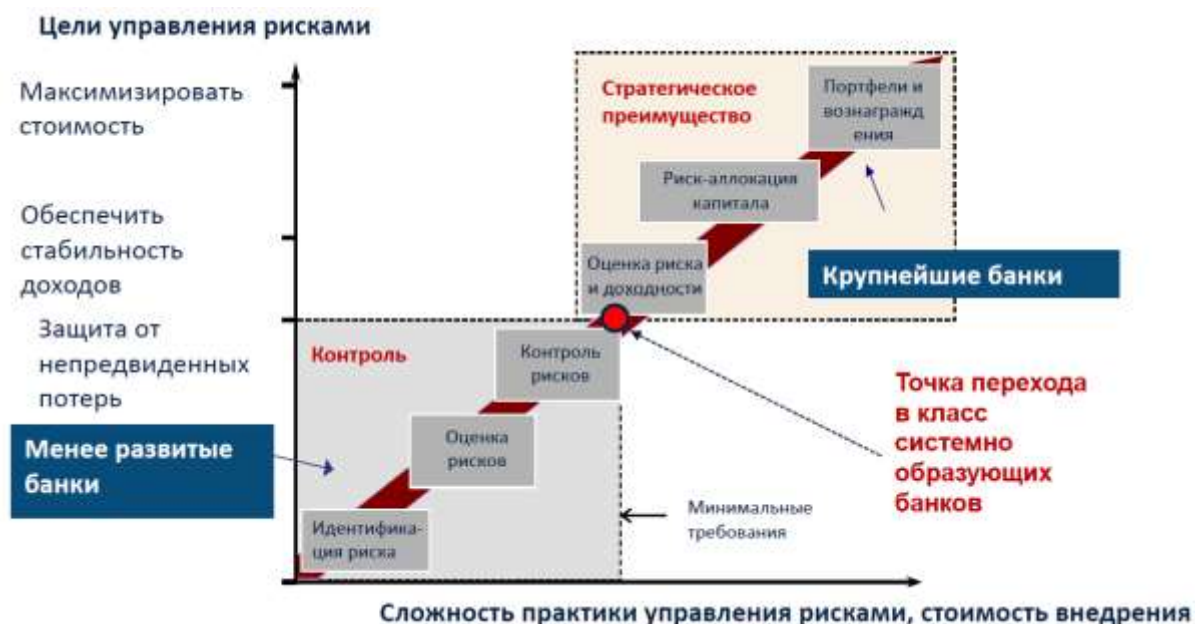 Цели управления рисками
Максимизировать
стоимость
Обеспечить
стабильность
доходов
Защита от
непредвиденных
потерь
Менее развитые
банки
Стратегическое
преимущество
Портфели и
вознагражд
ения
Риск-аллокация
капитала
Оценка риска
и доходности
Крупнейшие банки
Контроль
Контроль
рисков
Оценка
рисков
Идентифика-
ция риска
Точка перехода
в класс
системно
образующих
банков
Минимальные
требования
Сложность практики управления рисками, стоимость внедрения